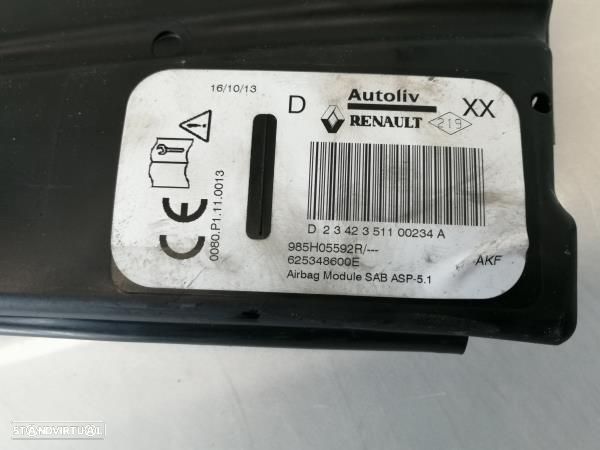 16/10/13
D
Autoliv
XX
RENAULT
219
0080.P1.11.0013
CE
D 2 3 42 3 511 00234 A
985H05592R/---
625348600E
AKF
Airbag Module SAB ASP-5.1
STANDVIRTUAL